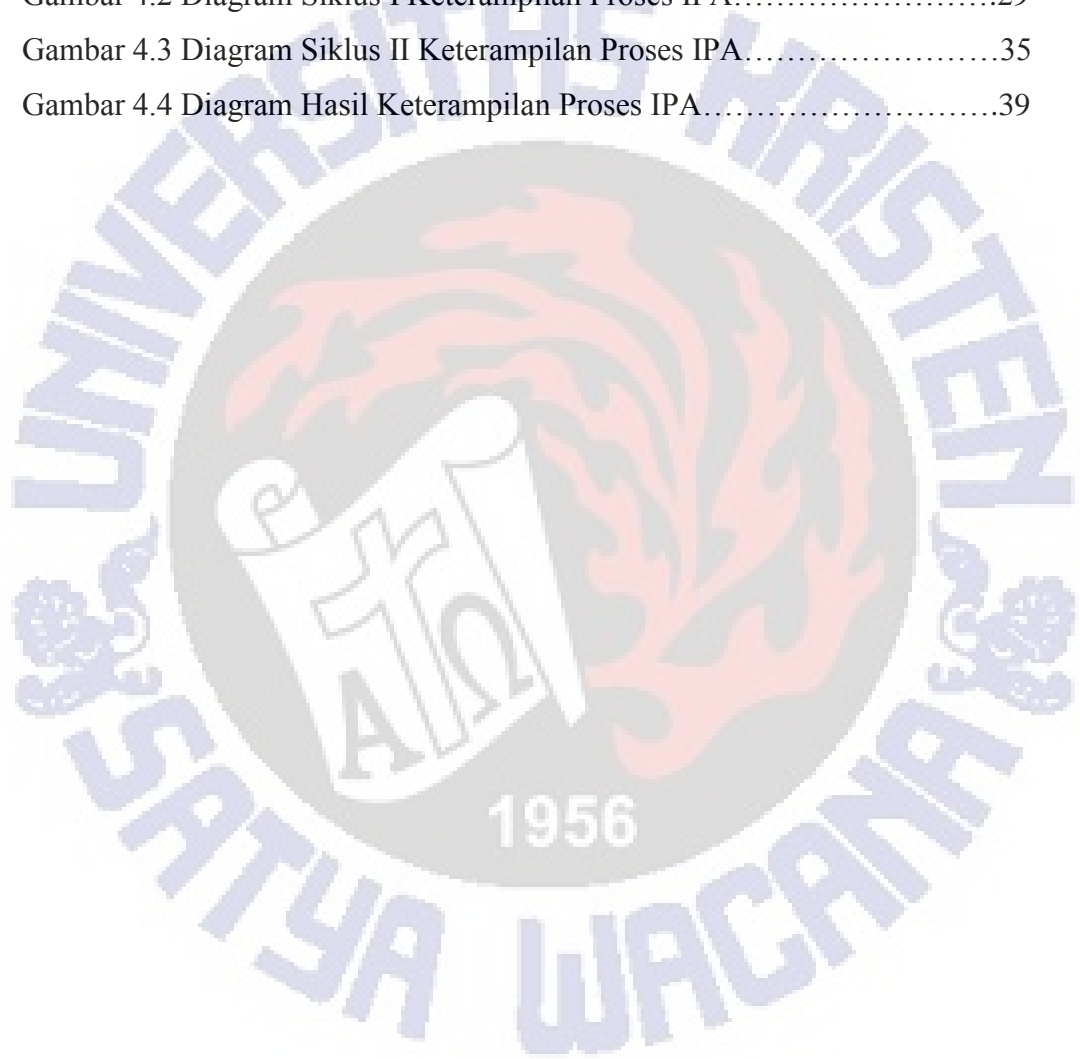 Gambar 4.2 Diagram Siklus I Keterampilan Proses IPA…………………….29
Gambar 4.3 Diagram Siklus II Keterampilan Proses IPA……………………35
Gambar 4.4 Diagram Hasil Keterampilan Proses IPA……………………….39
UNIVERSITAS KRISTEN
Α Ω
1956
SATYA WACANA